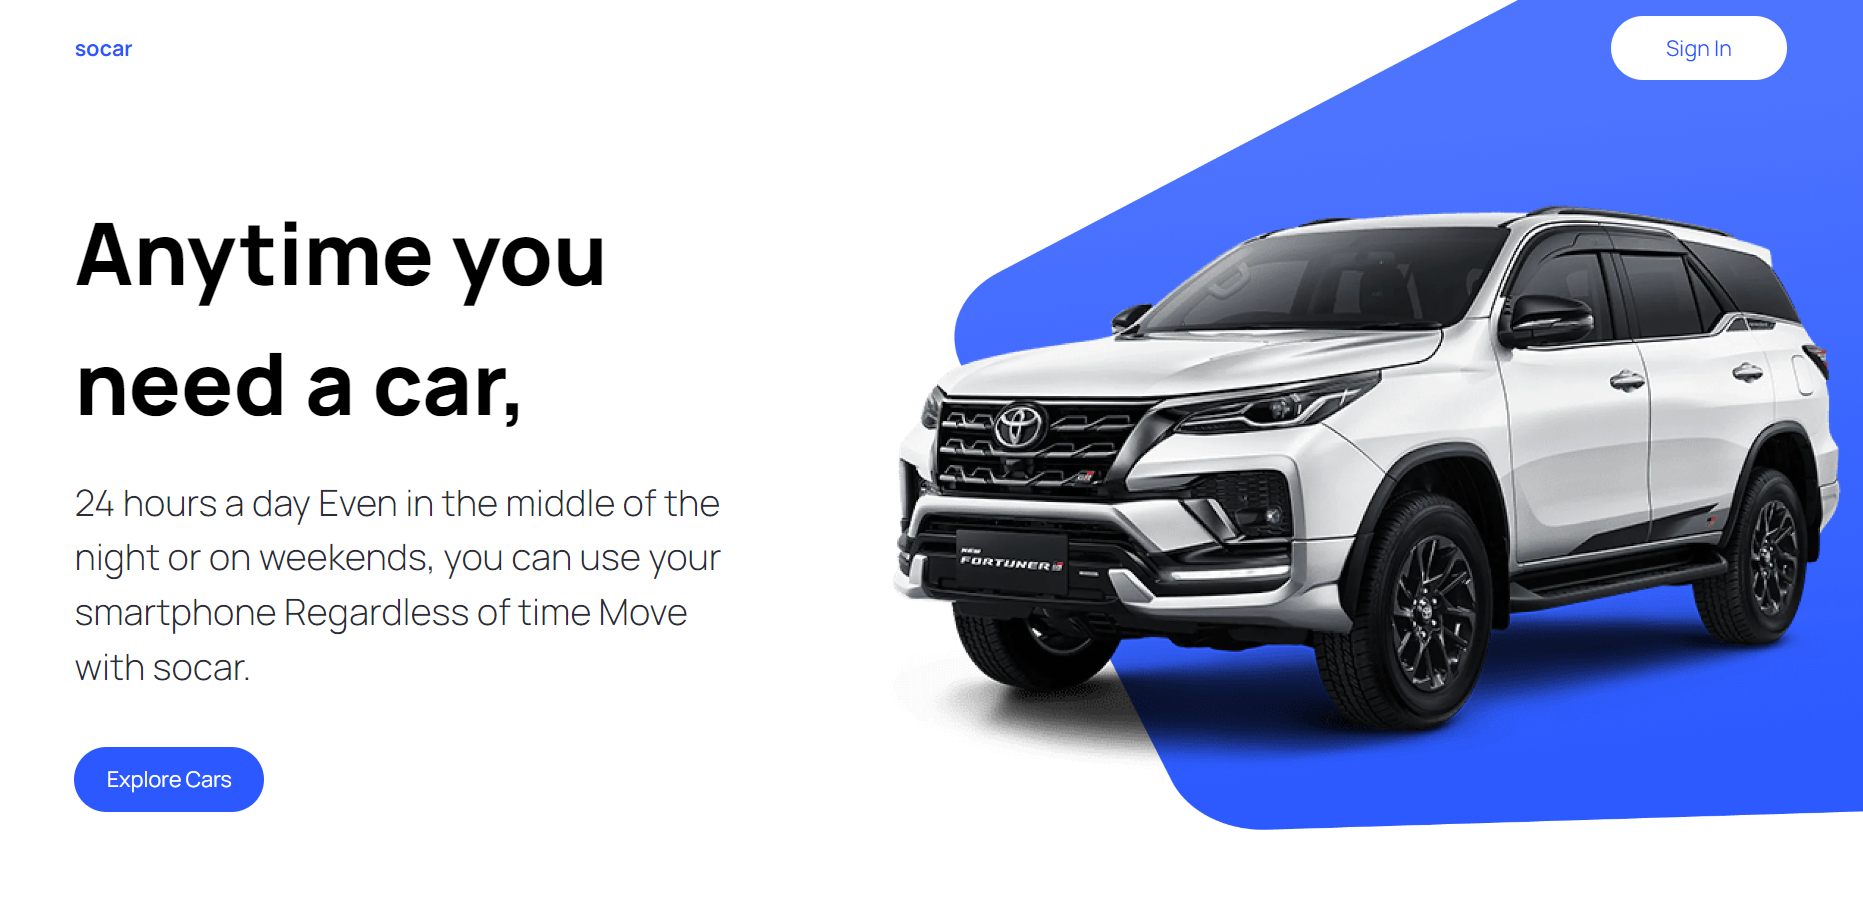 socar
Sign In
Anytime you
need a car,
24 hours a day Even in the middle of the
night or on weekends, you can use your
smartphone Regardless of time Move
with socar.
Explore Cars
NEW
FORTUNER